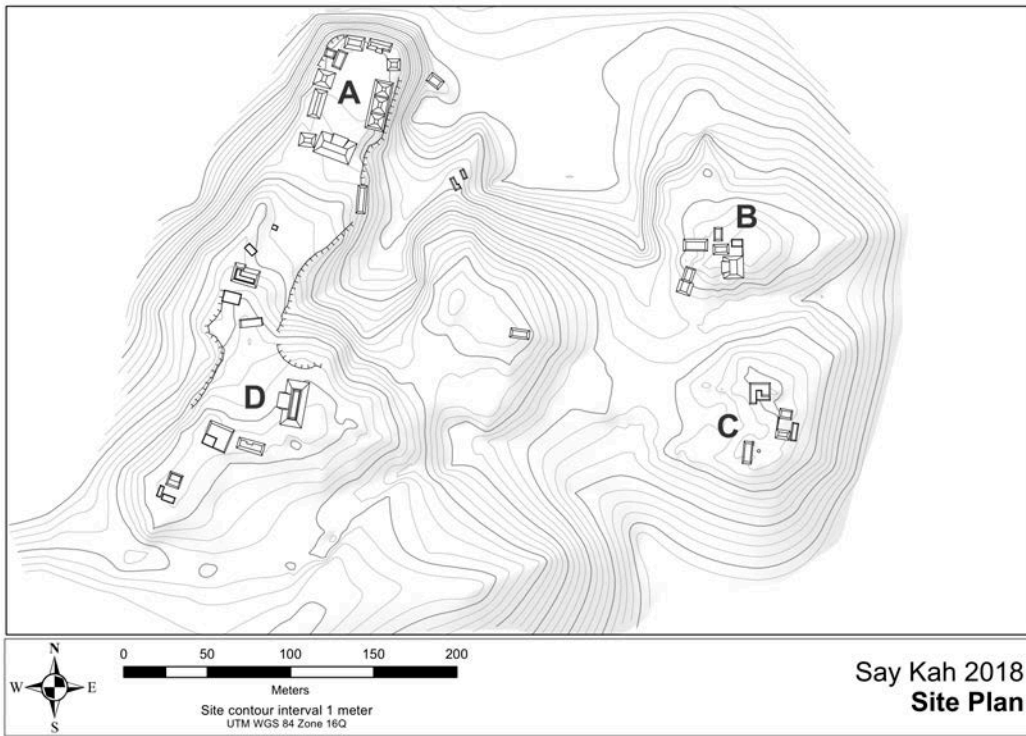 A
B
C
D
N
W E
S
0 50 100 150 200
Meters
Site contour interval 1 meter
UTM WGS 84 Zone 16Q
Say Kah 2018
Site Plan